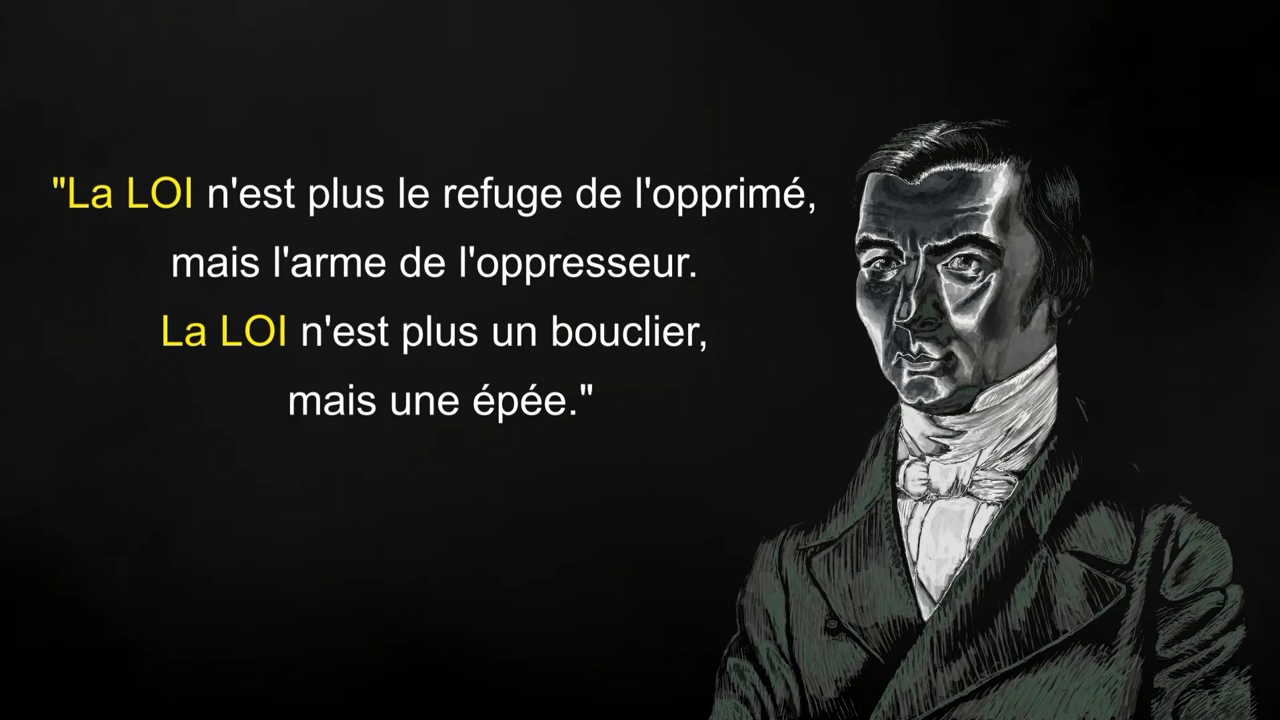 "La LOI n'est plus le refuge de l'opprimé,
mais l'arme de l'oppresseur.
La LOI n'est plus un bouclier,
mais une épée."